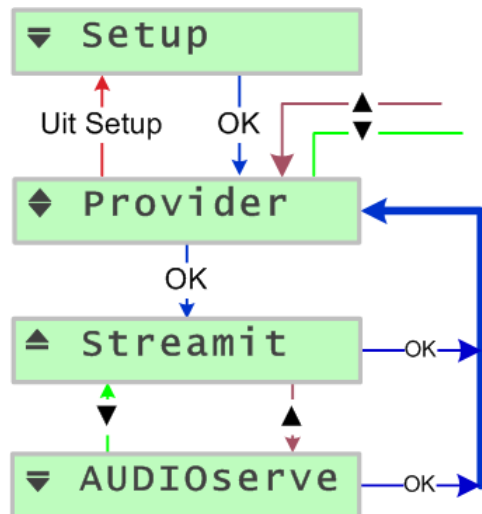 Setup
Uit Setup OK
Provider
OK
Streamit
OK
AUDIOserve
OK